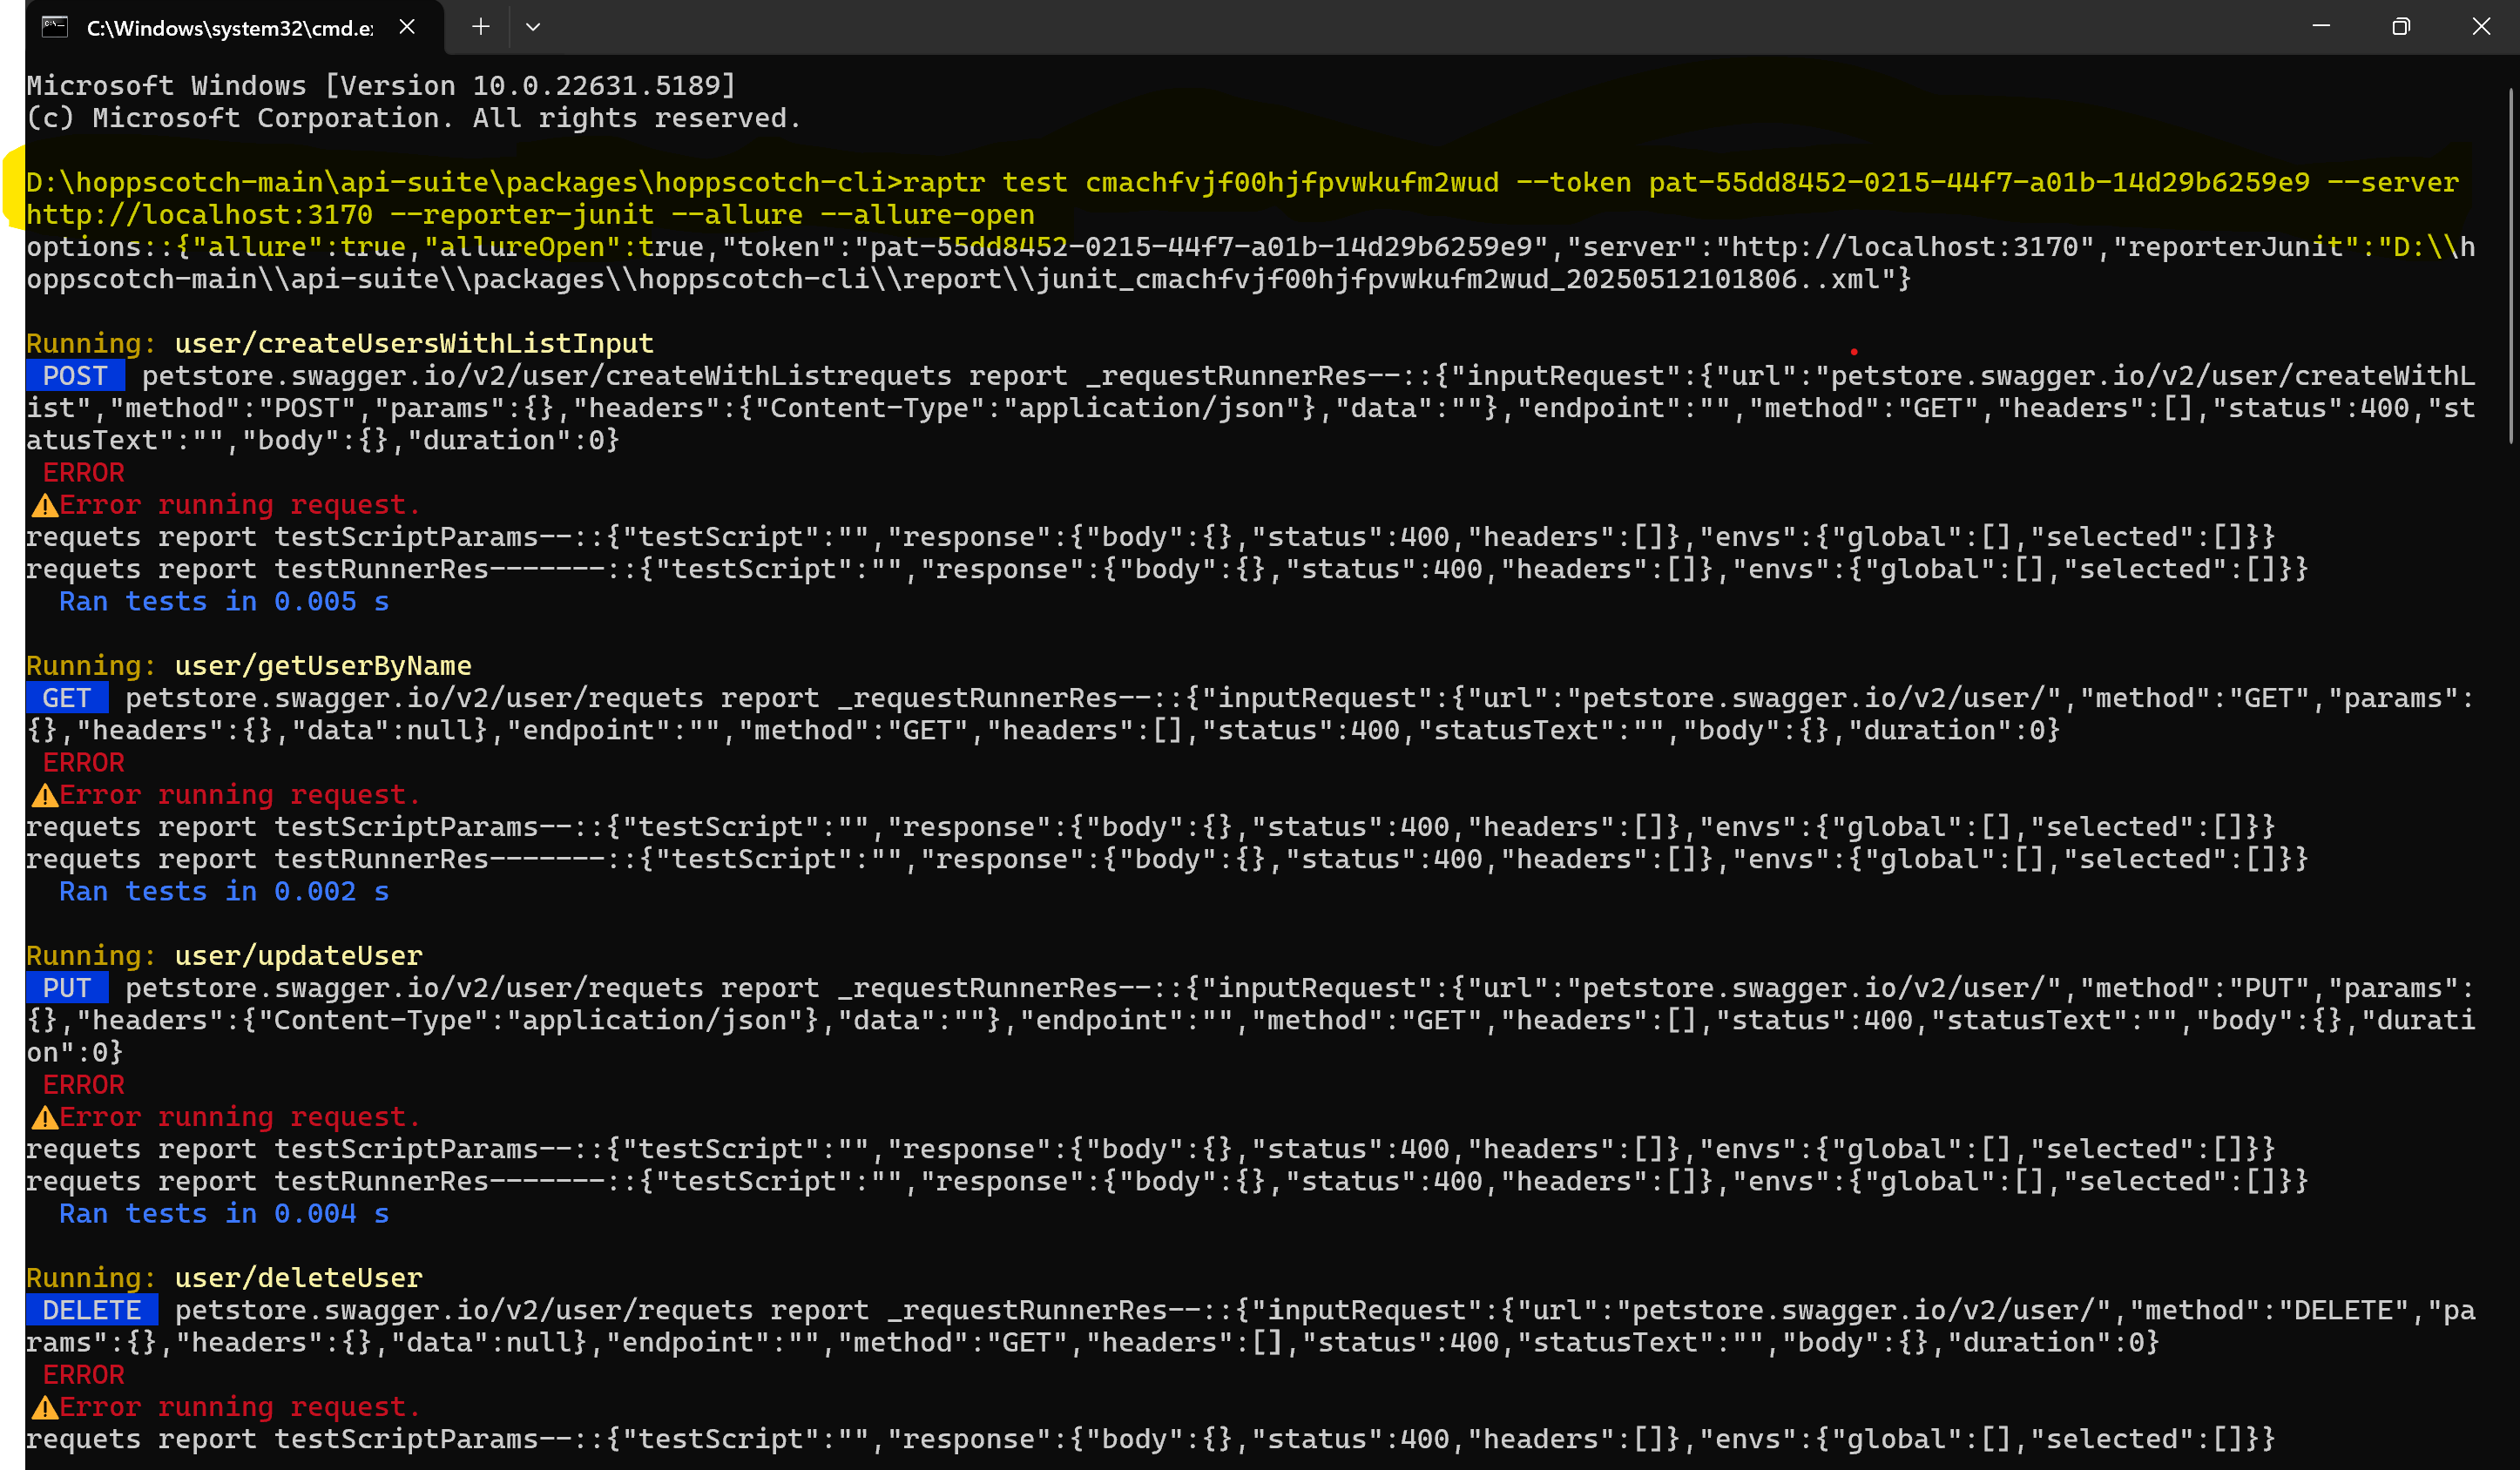 C:\Windows\system32\cmd.e
Microsoft Windows [Version 10.0.22631.5189]
(c) Microsoft Corporation. All rights reserved.
D:\hoppscotch-main\api-suite\packages\hoppscotch-cli>raptr test cmachfvjf00hjfpvwkufm2wud --token pat-55dd8452-0215-44f7-a01b-14d29b6259e9 --server
http://localhost:3170 --reporter-junit --allure --allure-open
options::{"allure":true,"allureOpen":true,"token":"pat-55dd8452-0215-44f7-a01b-14d29b6259e9","server":"http://localhost:3170","reporterJunit":"D:\\h
oppscotch-main\\api-suite\\packages\\hoppscotch-cli\\report\\junit_cmachfvjf00hjfpvwkufm2wud_20250512101806..xml"}
Running: user/createUsersWithListInput
POST petstore.swagger.io/v2/user/createWithListrequets report _requestRunnerRes--::{"inputRequest":{"url":"petstore.swagger.io/v2/user/createWithL
ist","method":"POST","params":{},"headers":{"Content-Type":"application/json"},"data":""},"endpoint":"","method":"GET","headers":[],"status":400,"st
atusText":"","body":{},"duration":0}
ERROR
⚠Error running request.
requets report testScriptParams--::{"testScript":"","response":{"body":{},"status":400,"headers":[]},"envs":{"global":[],"selected":[]}}
requets report testRunnerRes-------::{"testScript":"","response":{"body":{},"status":400,"headers":[]},"envs":{"global":[],"selected":[]}}
Ran tests in 0.005 s
Running: user/getUserByName
GET petstore.swagger.io/v2/user/requets report _requestRunnerRes--::{"inputRequest":{"url":"petstore.swagger.io/v2/user/","method":"GET","params":
{},"headers":{},"data":null},"endpoint":"","method":"GET","headers":[],"status":400,"statusText":"","body":{},"duration":0}
ERROR
⚠Error running request.
requets report testScriptParams--::{"testScript":"","response":{"body":{},"status":400,"headers":[]},"envs":{"global":[],"selected":[]}}
requets report testRunnerRes-------::{"testScript":"","response":{"body":{},"status":400,"headers":[]},"envs":{"global":[],"selected":[]}}
Ran tests in 0.002 s
Running: user/updateUser
PUT petstore.swagger.io/v2/user/requets report _requestRunnerRes--::{"inputRequest":{"url":"petstore.swagger.io/v2/user/","method":"PUT","params":
{},"headers":{"Content-Type":"application/json"},"data":""},"endpoint":"","method":"GET","headers":[],"status":400,"statusText":"","body":{},"durati
on":0}
ERROR
⚠Error running request.
requets report testScriptParams--::{"testScript":"","response":{"body":{},"status":400,"headers":[]},"envs":{"global":[],"selected":[]}}
requets report testRunnerRes-------::{"testScript":"","response":{"body":{},"status":400,"headers":[]},"envs":{"global":[],"selected":[]}}
Ran tests in 0.004 s
Running: user/deleteUser
DELETE petstore.swagger.io/v2/user/requets report _requestRunnerRes--::{"inputRequest":{"url":"petstore.swagger.io/v2/user/","method":"DELETE","pa
rams":{},"headers":{},"data":null},"endpoint":"","method":"GET","headers":[],"status":400,"statusText":"","body":{},"duration":0}
ERROR
⚠Error running request.
requets report testScriptParams--::{"testScript":"","response":{"body":{},"status":400,"headers":[]},"envs":{"global":[],"selected":[]}}